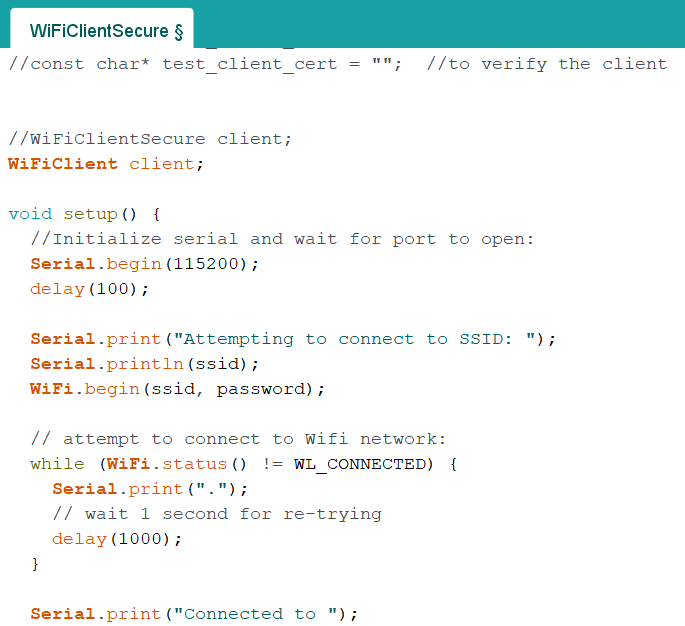 WiFiClientSecure §
//const char* test_client_cert = "";  //to verify the client
//WiFiClientSecure client;
WiFiClient client;
void setup() {
  //Initialize serial and wait for port to open:
  Serial.begin(115200);
  delay(100);
  Serial.print("Attempting to connect to SSID: ");
  Serial.println(ssid);
  WiFi.begin(ssid, password);
  // attempt to connect to Wifi network:
  while (WiFi.status() != WL_CONNECTED) {
    Serial.print(".");
    // wait 1 second for re-trying
    delay(1000);
  }
  Serial.print("Connected to ");